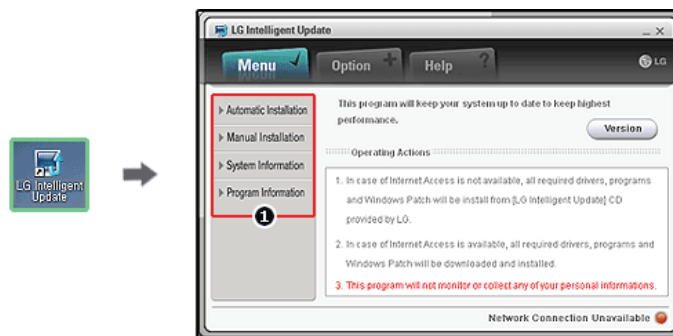 LG Intelligent
Update
LG Intelligent Update
Menu
Option
Help
LG
Automatic Installation
Manual Installation
System Information
Program Information
1
This program will keep your system up to date to keep highest
performance.
Version
Operating Actions
1. In case of Internet Access is not available, all required drivers, programs
and Windows Patch will be install from [LG Intelligent Update] CD
provided by LG.
2. In case of Internet Access is available, all required drivers, programs and
Windows Patch will be downloaded and installed.
3. This program will not monitor or collect any of your personal informations.
Network Connection Unavailable